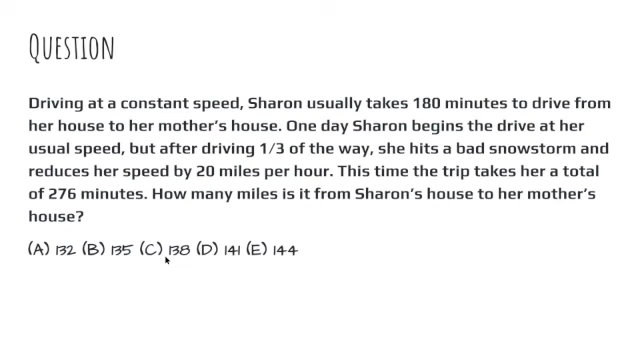 Question
Driving at a constant speed, Sharon usually takes 180 minutes to drive from
her house to her mother's house. One day Sharon begins the drive at her
usual speed, but after driving 1/3 of the way, she hits a bad snowstorm and
reduces her speed by 20 miles per hour. This time the trip takes her a total
of 276 minutes. How many miles is it from Sharon's house to her mother's
house?
(A) 132 (B) 135 (C) 138 (D) 141 (E) 144